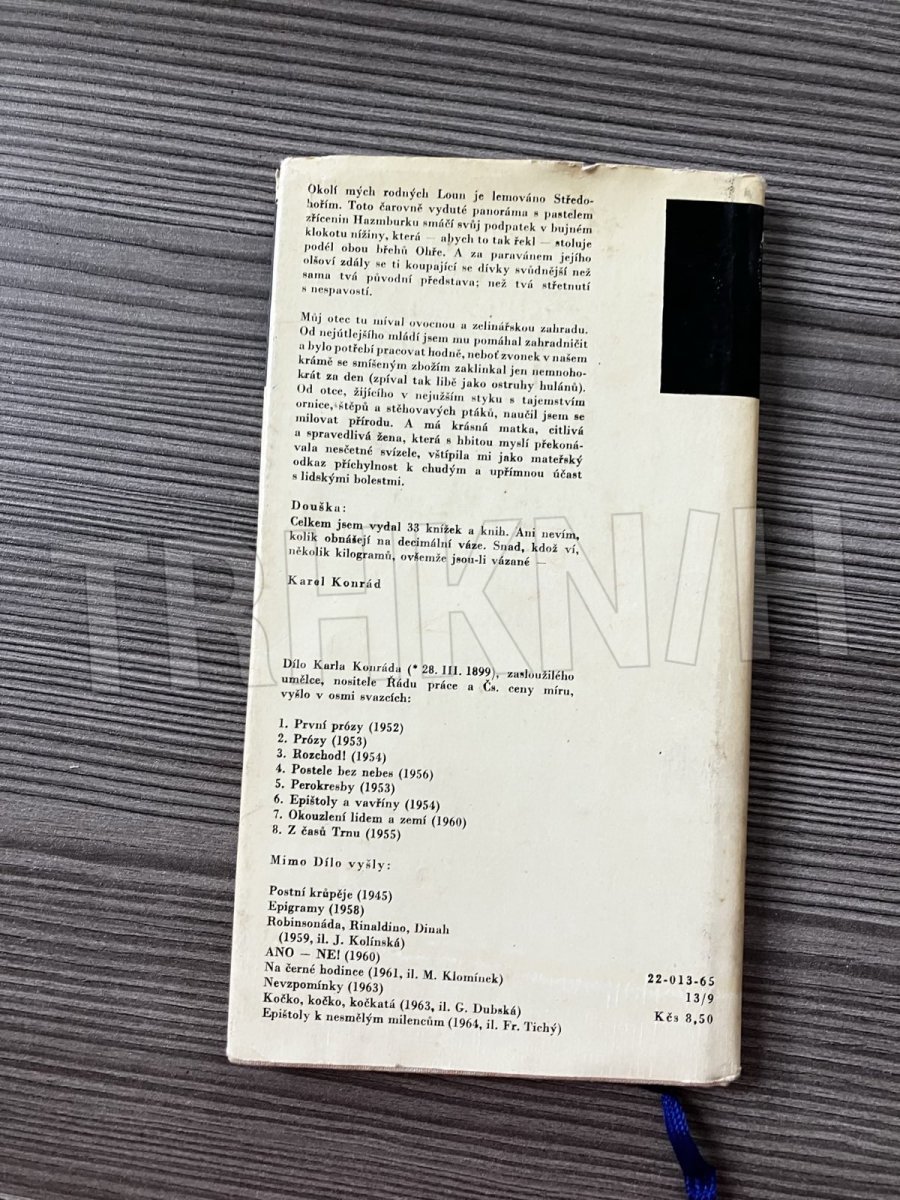 Okolí mých rodných Loun je lemováno Středo-
hořím. Toto čarovně vyduté panoráma s pastelem
zřícenin Hazmburku smáčí svůj podpatek v bujném
klokotu nížiny, která — abych to tak řekl — stoluje
podél obou břehů Ohře. A za paravánem jejího
olšoví zdály se ti koupající se dívky svůdnější než
sama tvá původní představa; než tvá střetnutí
s nespavostí.
Můj otec tu míval ovocnou a zelinářskou zahradu.
Od nejútlejšího mládí jsem mu pomáhal zahradničit
a bylo potřebí pracovat hodně, neboť zvonek v našem
krámě se smíšeným zbožím zaklinkal jen nemnoho-
krát za den (zpíval tak libě jako ostruhy hulánů).
Od otce, žijícího v nejužším styku s tajemstvím
ornice, štěpů a stěhovavých ptáků, naučil jsem se
milovat přírodu. A má krásná matka, citlivá
a spravedlivá žena, která s hbitou myslí překoná-
vala nesčetné svízele, vštípila mi jako mateřský
odkaz příchylnost k chudým a upřímnou účast
s lidskými bolestmi.
Douška:
Celkem jsem vydal 33 knížek a knih. Ani nevím,
kolik obnášejí na decimální váze. Snad, kdož ví,
několik kilogramů, ovšemže jsou-li vázané —
Karel Konrád
Dílo Karla Konráda (* 28. III. 1899), zasloužilého
umělce, nositele Řádu práce a Čs. ceny míru,
vyšlo v osmi svazcích:
1. První prózy (1952)
2. Prózy (1953)
3. Rozchod! (1954)
4. Postele bez nebes (1956)
5. Perokresby (1953)
6. Epištoly a vavříny (1954)
7. Okouzlení lidem a zemí (1960)
8. Z časů Trnu (1955)
Mimo Dílo vyšly:
Postní krůpěje (1945)
Epigramy (1958)
Robinsonáda, Rinaldino, Dinah
(1959, il. J. Kolínská)
ANO — NE! (1960)
Na černé hodince (1961, il. M. Klomínek)
Nevzpomínky (1963)
Kočko, kočko, kočkatá (1963, il. G. Dubská)
Epištoly k nesmělým milencům (1964, il. Fr. Tichý)
22-013-65
13/9
Kčs 8,50
TRHKNIH